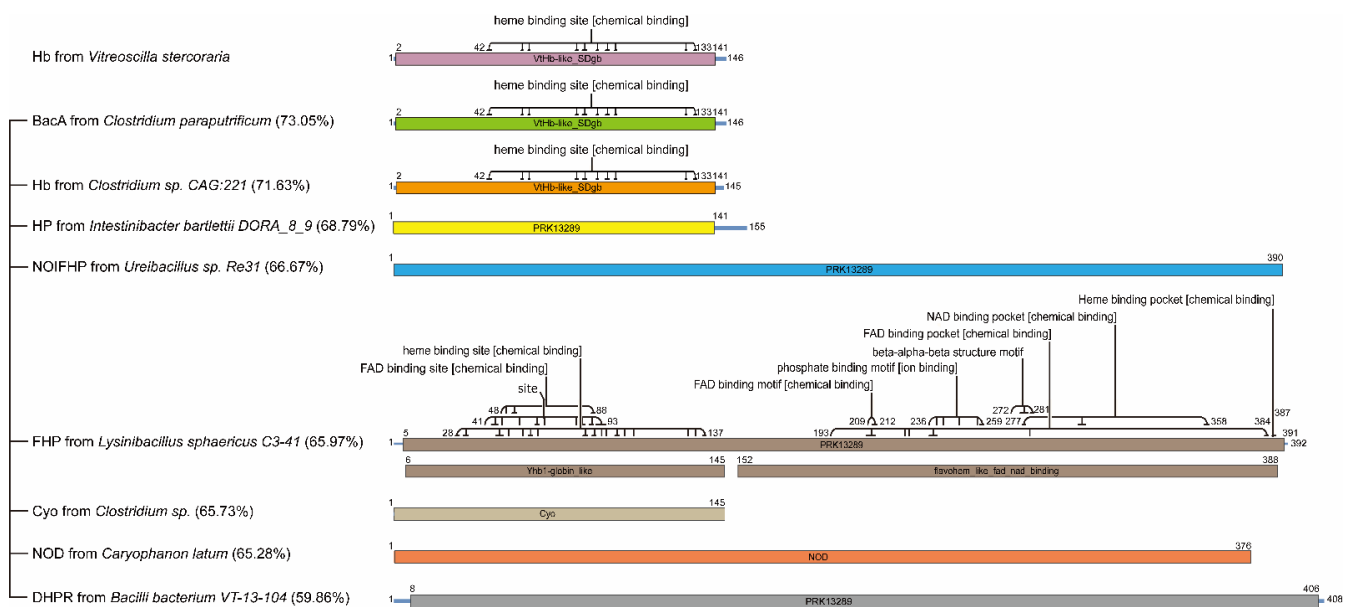 heme binding site [chemical binding]
2 42 133 141
Hb from Vitreoscilla stercoraria 1 VtHb-like_SDgb 146
heme binding site [chemical binding]
2 42 133 141
BacA from Clostridium paraputrificum (73.05%) 1 VtHb-like_SDgb 146
heme binding site [chemical binding]
2 42 133 141
Hb from Clostridium sp. CAG:221 (71.63%) 1 VtHb-like_SDgb 145
1 141
HP from Intestinibacter bartlettii DORA_8_9 (68.79%) PRK13289 155
1 390
NOIFHP from Ureibacillus sp. Re31 (66.67%) PRK13289
Heme binding pocket [chemical binding]
NAD binding pocket [chemical binding]
FAD binding pocket [chemical binding]
heme binding site [chemical binding] beta-alpha-beta structure motif
FAD binding site [chemical binding] phosphate binding motif [ion binding]
site FAD binding motif [chemical binding]
48 88 272 281 387
41 93 209 212 236 259 277 358 384
5 28 137 193 391
FHP from Lysinibacillus sphaericus C3-41 (65.97%) 1 PRK13289 392
6 145 152 388
Yhb1-globin_like flavohem_like_fad_nad_binding
1 145
Cyo from Clostridium sp. (65.73%) Cyo
1 376
NOD from Caryophanon latum (65.28%) NOD
8 406
DHPR from Bacilli bacterium VT-13-104 (59.86%) 1 PRK13289 408